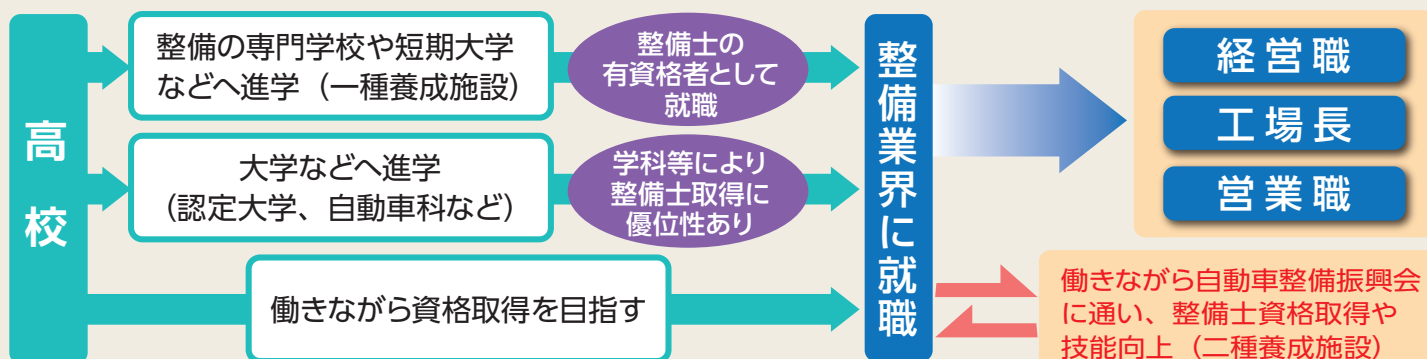 高校
整備の専門学校や短期大学
などへ進学（一種養成施設）
整備士の
有資格者として
就職
大学などへ進学
（認定大学、自動車科など）
学科等により
整備士取得に
優位性あり
働きながら資格取得を目指す
整備業界に就職
経営職
工場長
営業職
働きながら自動車整備振興会
に通い、整備士資格取得や
技能向上（二種養成施設）